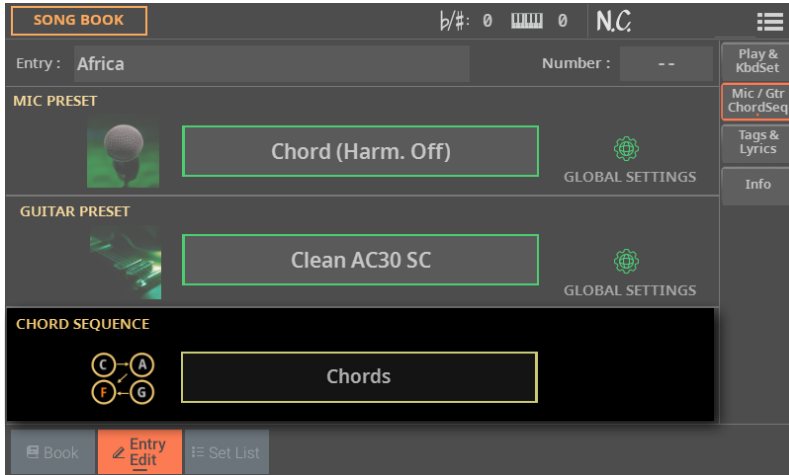 SONG BOOK
♭/#: 0 0 N.C.
Entry : Africa Number : --
Play &
KbdSet
MIC PRESET
Mic / Gtr
ChordSeq
Chord (Harm. Off)
GLOBAL SETTINGS
Tags &
Lyrics
Info
GUITAR PRESET
Clean AC30 SC
GLOBAL SETTINGS
CHORD SEQUENCE
C A
F G
Chords
Book
Entry
Edit
Set List